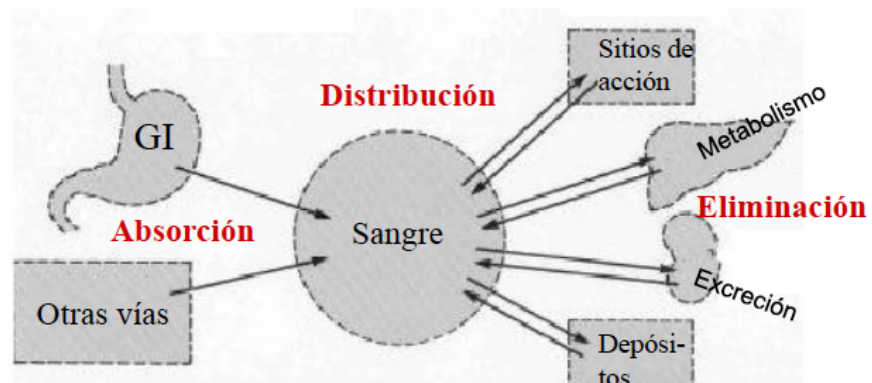 Sitios de
acción
Distribución
Metabolismo
GI
Eliminación
Absorción
Sangre
Excreción
Otras vías
Depósi-
tos